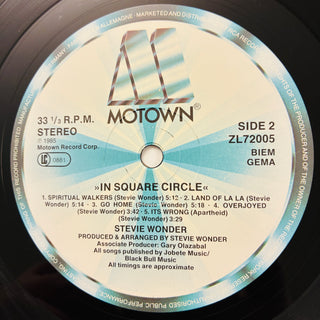 MOTOWN®
33 1/3 R.P.M.
STEREO
℗ 1985
Motown Record Corp.
LC 0881
SIDE 2
ZL72005
BIEM
GEMA
»IN SQUARE CIRCLE«
1. SPIRITUAL WALKERS (Stevie Wonder) 5:12 - 2. LAND OF LA LA (Stevie
Wonder) 5:14 - 3. GO HOME (Stevie Wonder) 5:18 - 4. OVERJOYED
(Stevie Wonder) 3:42 - 5. ITS WRONG (Apartheid)
(Stevie Wonder) 3:29
STEVIE WONDER
PRODUCED & ARRANGED BY STEVIE WONDER
Associate Producer: Gary Olazabal
All songs published by Jobete Music/
Black Bull Music
All timings are approximate